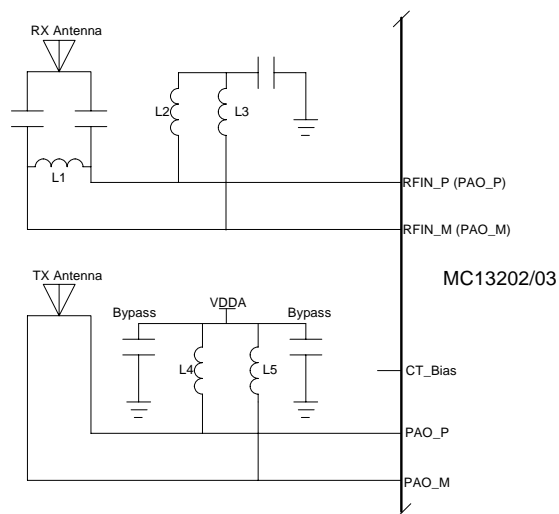 RX Antenna
L2
L3
L1
RFIN_P (PAO_P)
RFIN_M (PAO_M)
MC13202/03
TX Antenna
Bypass
VDDA
Bypass
L4
L5
CT_Bias
PAO_P
PAO_M